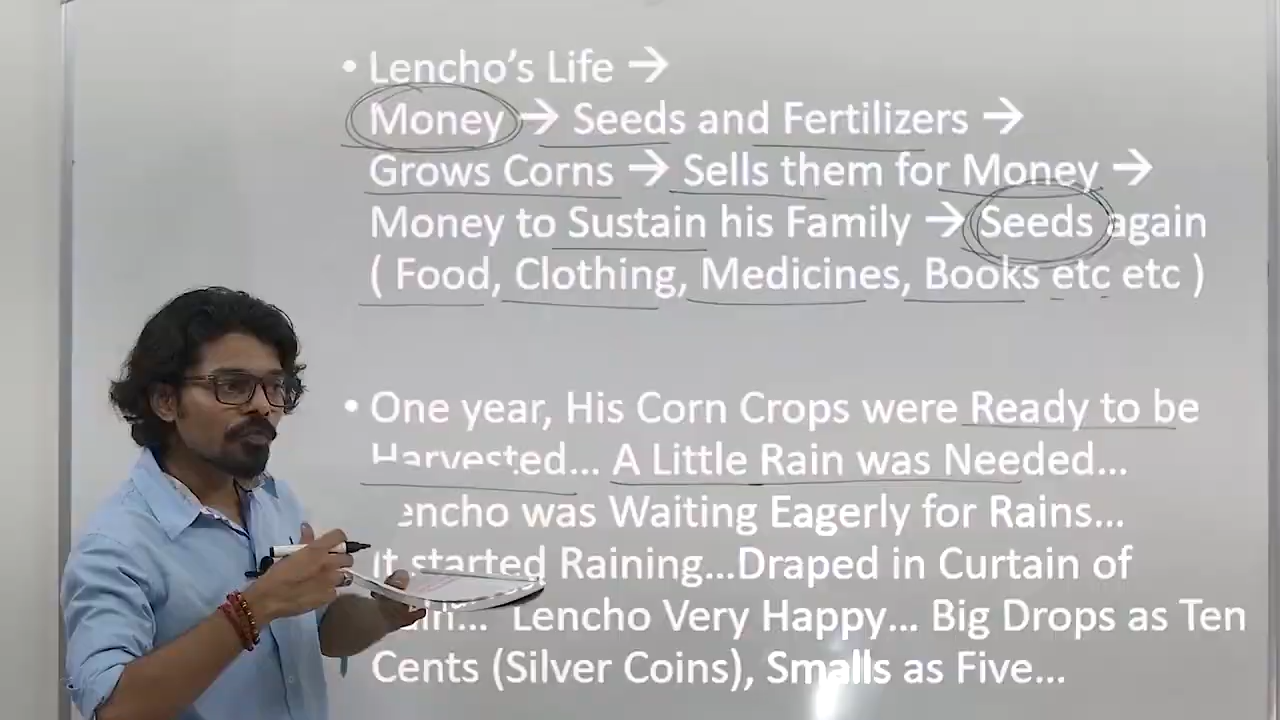 • Lencho's Life →
Money → Seeds and Fertilizers →
Grows Corns → Sells them for Money →
Money to Sustain his Family → Seeds again
( Food, Clothing, Medicines, Books etc etc )
• One year, His Corn Crops were Ready to be
Harvested... A Little Rain was Needed...
Lencho was Waiting Eagerly for Rains...
It started Raining...Draped in Curtain of
Rain... Lencho Very Happy... Big Drops as Ten
Cents (Silver Coins), Smalls as Five...